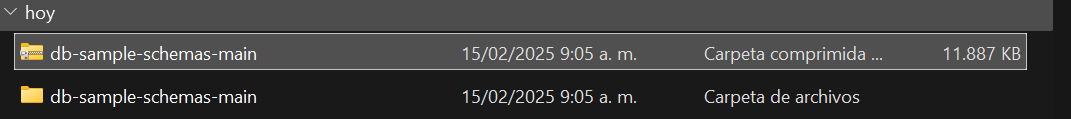 hoy
db-sample-schemas-main 15/02/2025 9:05 a. m. Carpeta comprimida ... 11.887 KB
db-sample-schemas-main 15/02/2025 9:05 a. m. Carpeta de archivos